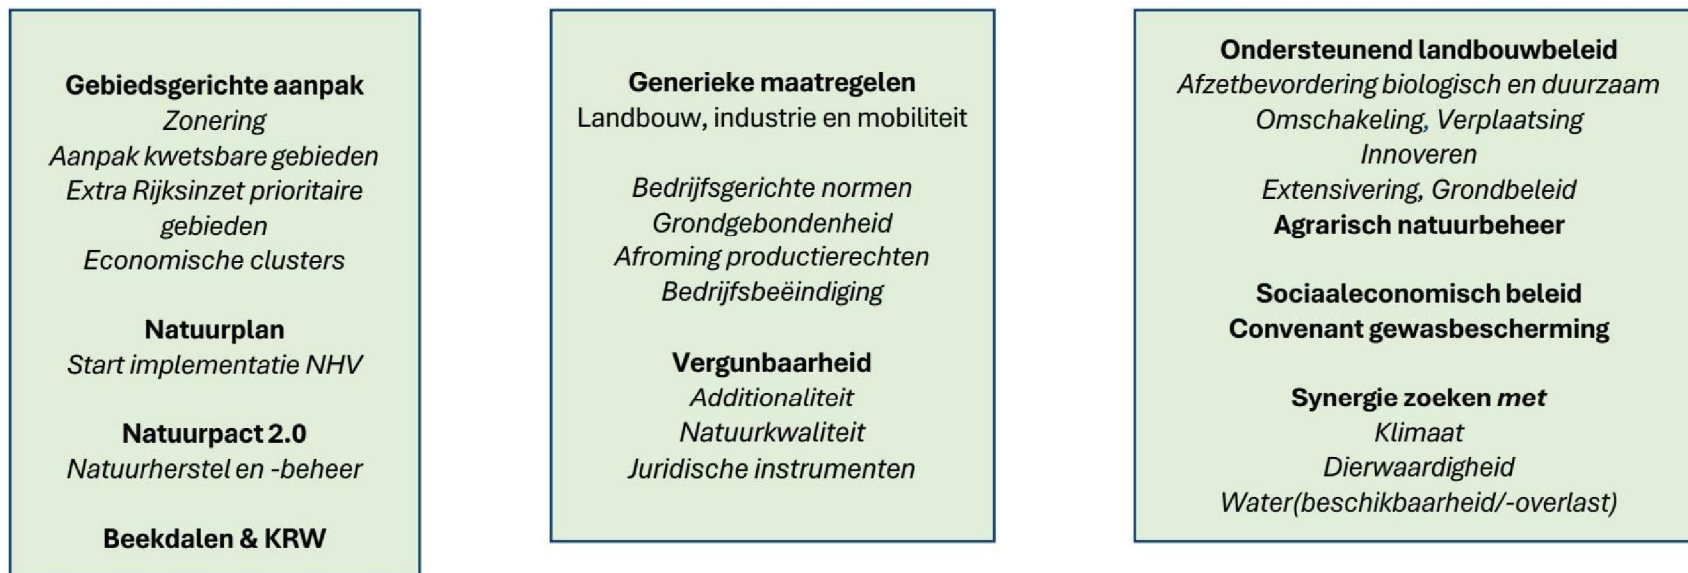 Gebiedsgerichte aanpak
Zonering
Aanpak kwetsbare gebieden
Extra Rijksinzet prioritaire
gebieden
Economische clusters
Natuurplan
Start implementatie NHV
Natuurpact 2.0
Natuurherstel en -beheer
Beekdalen & KRW
Generieke maatregelen
Landbouw, industrie en mobiliteit
Bedrijfsgerichte normen
Grondgebondenheid
Afroming productierechten
Bedrijfsbeëindiging
Vergunbaarheid
Additionaliteit
Natuurkwaliteit
Juridische instrumenten
Ondersteunend landbouwbeleid
Afzetbevordering biologisch en duurzaam
Omschakeling, Verplaatsing
Innoveren
Extensivering, Grondbeleid
Agrarisch natuurbeheer
Sociaaleconomisch beleid
Convenant gewasbescherming
Synergie zoeken met
Klimaat
Dierwaardigheid
Water(beschikbaarheid/-overlast)